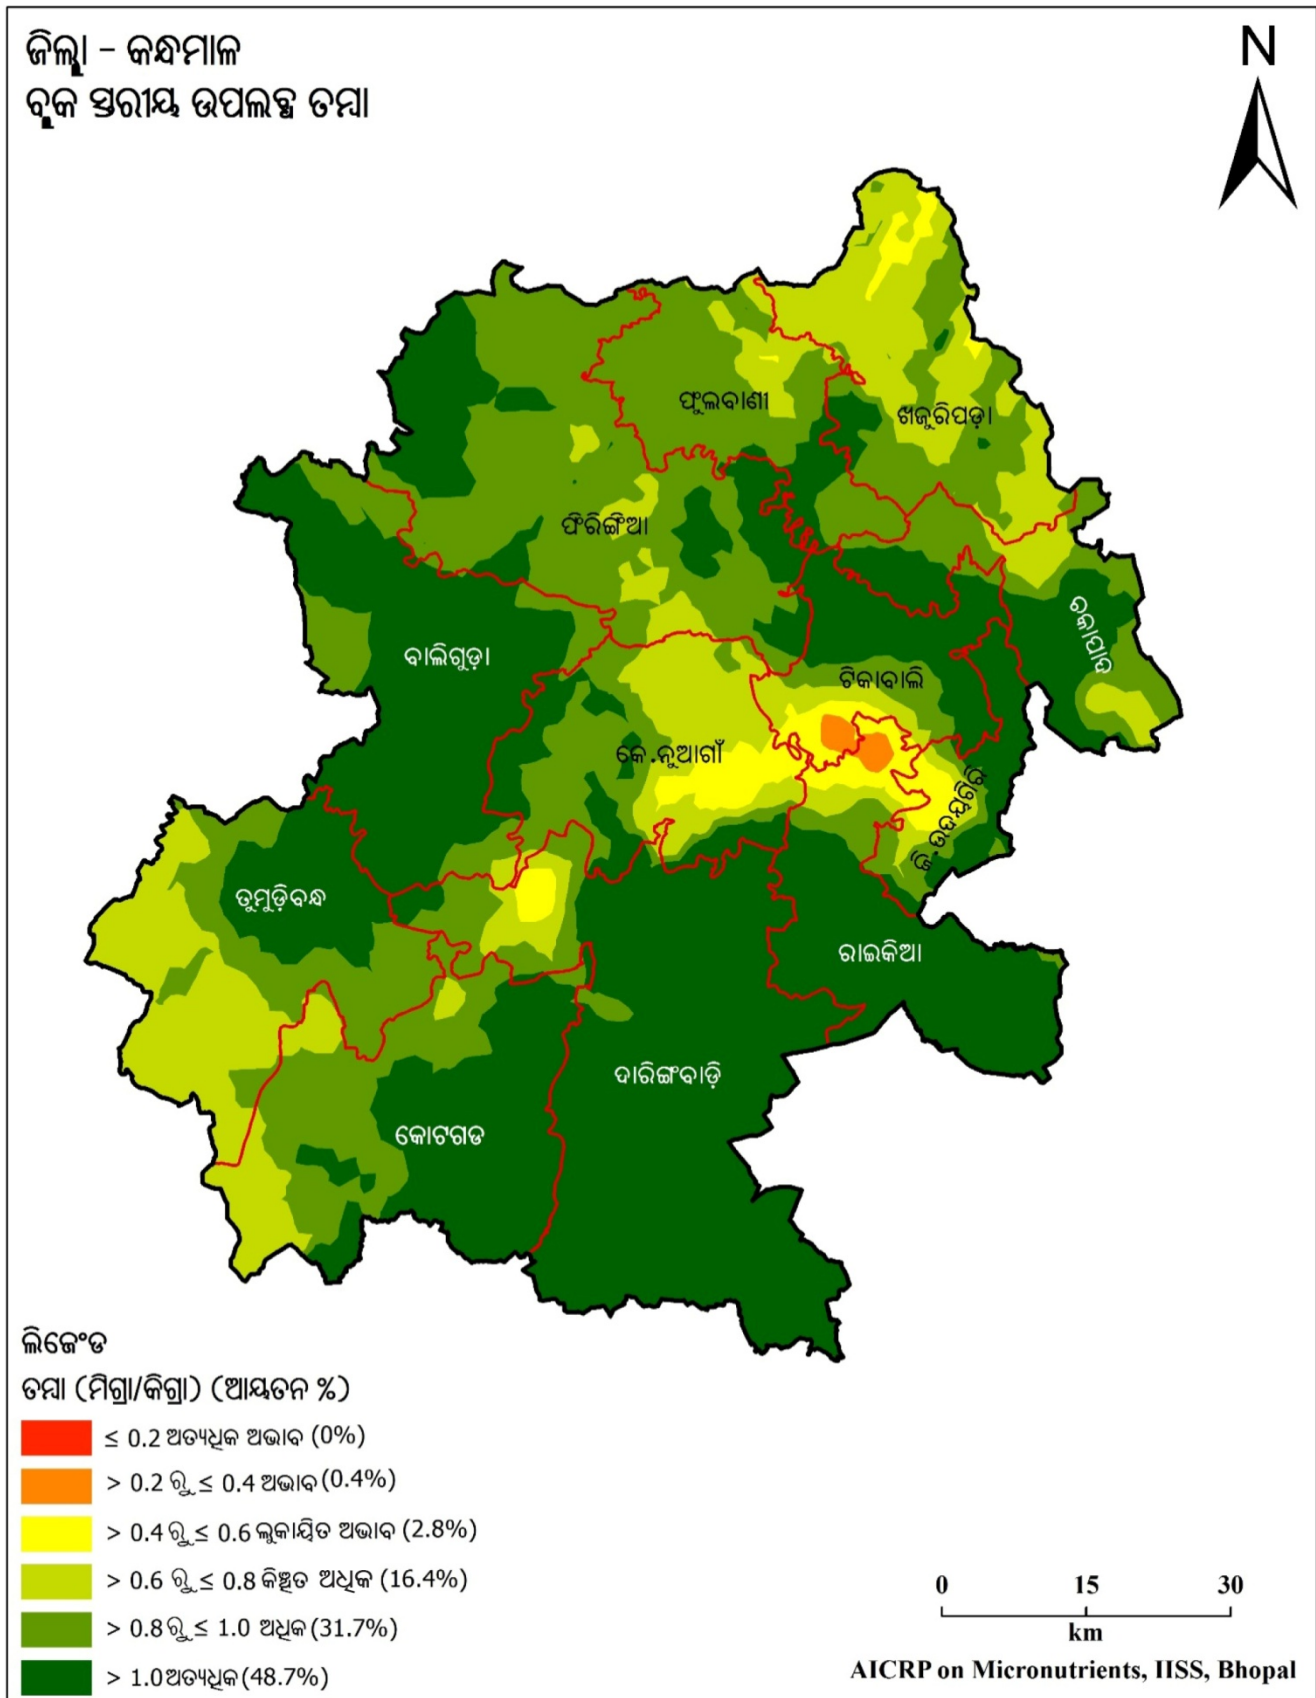 ଜିଲ୍ଲା – କନ୍ଧମାଳ
ବ୍ଲକ ସ୍ତରୀୟ ଉପଲବ୍ଧ ତମ୍ବା
N
ଫୁଲବାଣୀ
ଖଜୁରିପଡ଼ା
ଫିରିଙ୍ଗିଆ
ଚକାପାଦ
ବାଲିଗୁଡ଼ା
ଟିକାବାଲି
କେ.ନୁଆଗାଁ
ଜି.ଉଦୟଗିରି
ତୁମୁଡ଼ିବନ୍ଧ
ରାଇକିଆ
ଦାରିଙ୍ଗବାଡ଼ି
କୋଟଗଡ
ଲିଜେଂଡ
ତମ୍ବା (ମିଗ୍ରା/କିଗ୍ରା) (ଆୟତନ %)
≤ 0.2 ଅତ୍ୟଧିକ ଅଭାବ (0%)
> 0.2 ରୁ ≤ 0.4 ଅଭାବ (0.4%)
> 0.4 ରୁ ≤ 0.6 ଲୁକାୟିତ ଅଭାବ (2.8%)
> 0.6 ରୁ ≤ 0.8 କିଞ୍ଚିତ ଅଧିକ (16.4%)
> 0.8 ରୁ ≤ 1.0 ଅଧିକ (31.7%)
> 1.0 ଅତ୍ୟଧିକ (48.7%)
0 15 30
km
AICRP on Micronutrients, IISS, Bhopal